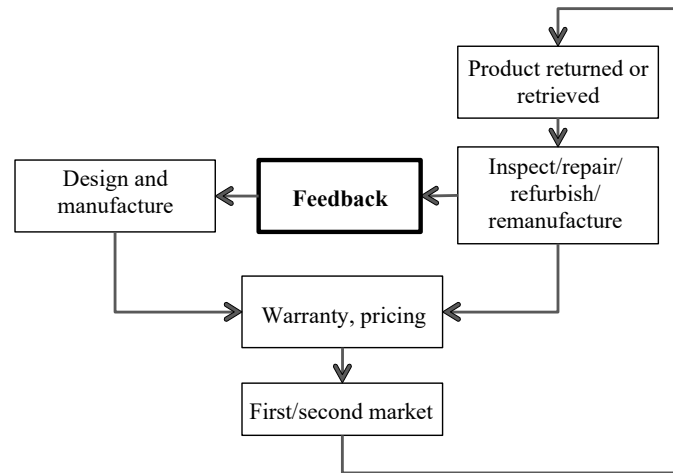 Product returned or
retrieved
Design and
manufacture
Feedback
Inspect/repair/
refurbish/
remanufacture
Warranty, pricing
First/second market